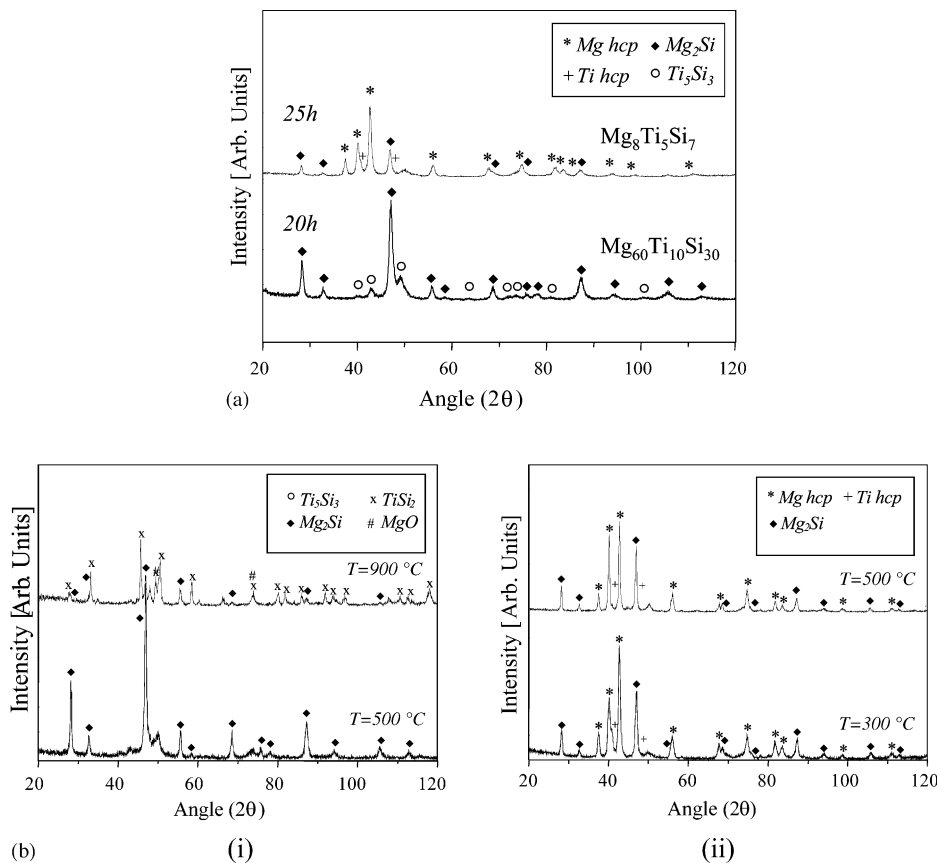 * Mg hcp ◆ Mg2Si
+ Ti hcp ○ Ti5Si3
25h
Mg8Ti5Si7
20h
Mg60Ti10Si30
Intensity [ Arb. Units]
20 40 60 80 100 120
(a)
Angle (2θ)
○ Ti5Si3 x TiSi2
◆ Mg2Si # MgO
T=900 °C
T=500 °C
Intensity [Arb. Units]
20 40 60 80 100 120
Angle (2θ)
(b)
(i)
* Mg hcp + Ti hcp
◆ Mg2Si
T=500 °C
T=300 °C
Intensity [ Arb. Units]
20 40 60 80 100 120
Angle (2θ)
(ii)